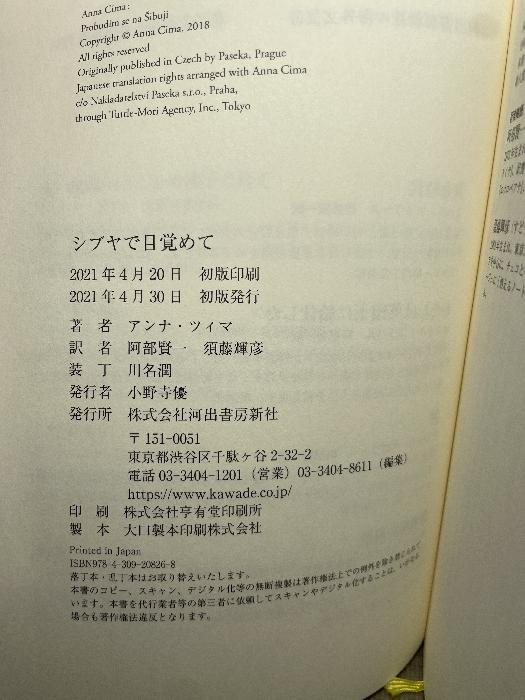 Anna Cima:
Probudím se na Šibuji
Copyright © Anna Cima, 2018
All rights reserved
Originally published in Czech by Paseka, Prague
Japanese translation rights arranged with Anna Cima
c/o Nakladatelství Paseka s.r.o., Praha,
through Tuttle-Mori Agency, Inc., Tokyo
シブヤで目覚めて
2021年4月20日 初版印刷
2021年4月30日 初版発行
著 者 アンナ・ツィマ
訳 者 阿部賢一 須藤輝彦
装 丁 川名潤
発行者 小野寺優
発行所 株式会社河出書房新社
〒151-0051
東京都渋谷区千駄ヶ谷2-32-2
電話 03-3404-1201（営業）03-3404-8611（編集）
https://www.kawade.co.jp/
印 刷 株式会社亨有堂印刷所
製 本 大口製本印刷株式会社
Printed in Japan
ISBN978-4-309-20826-8
落丁本・乱丁本はお取り替えいたします。
本書のコピー、スキャン、デジタル化等の無断複製は著作権法上での例外を除き禁じられて
います。本書を代行業者等の第三者に依頼してスキャンやデジタル化することは、いかなる
場合も著作権法違反となります。